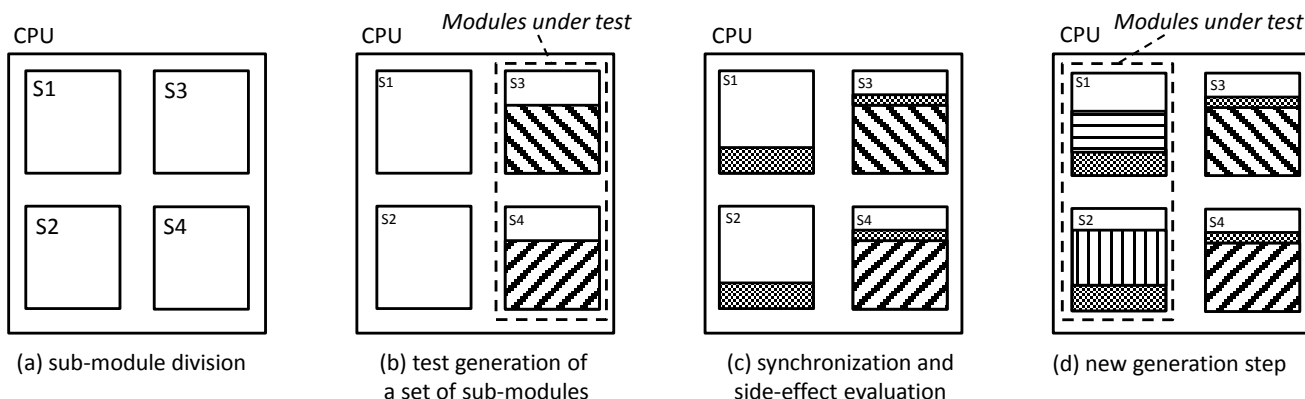 CPU
S1
S3
S2
S4
(a) sub-module division
Modules under test
CPU
S1
S3
S2
S4
(b) test generation of
a set of sub-modules
CPU
S1
S3
S2
S4
(c) synchronization and
side-effect evaluation
Modules under test
CPU
S1
S3
S2
S4
(d) new generation step